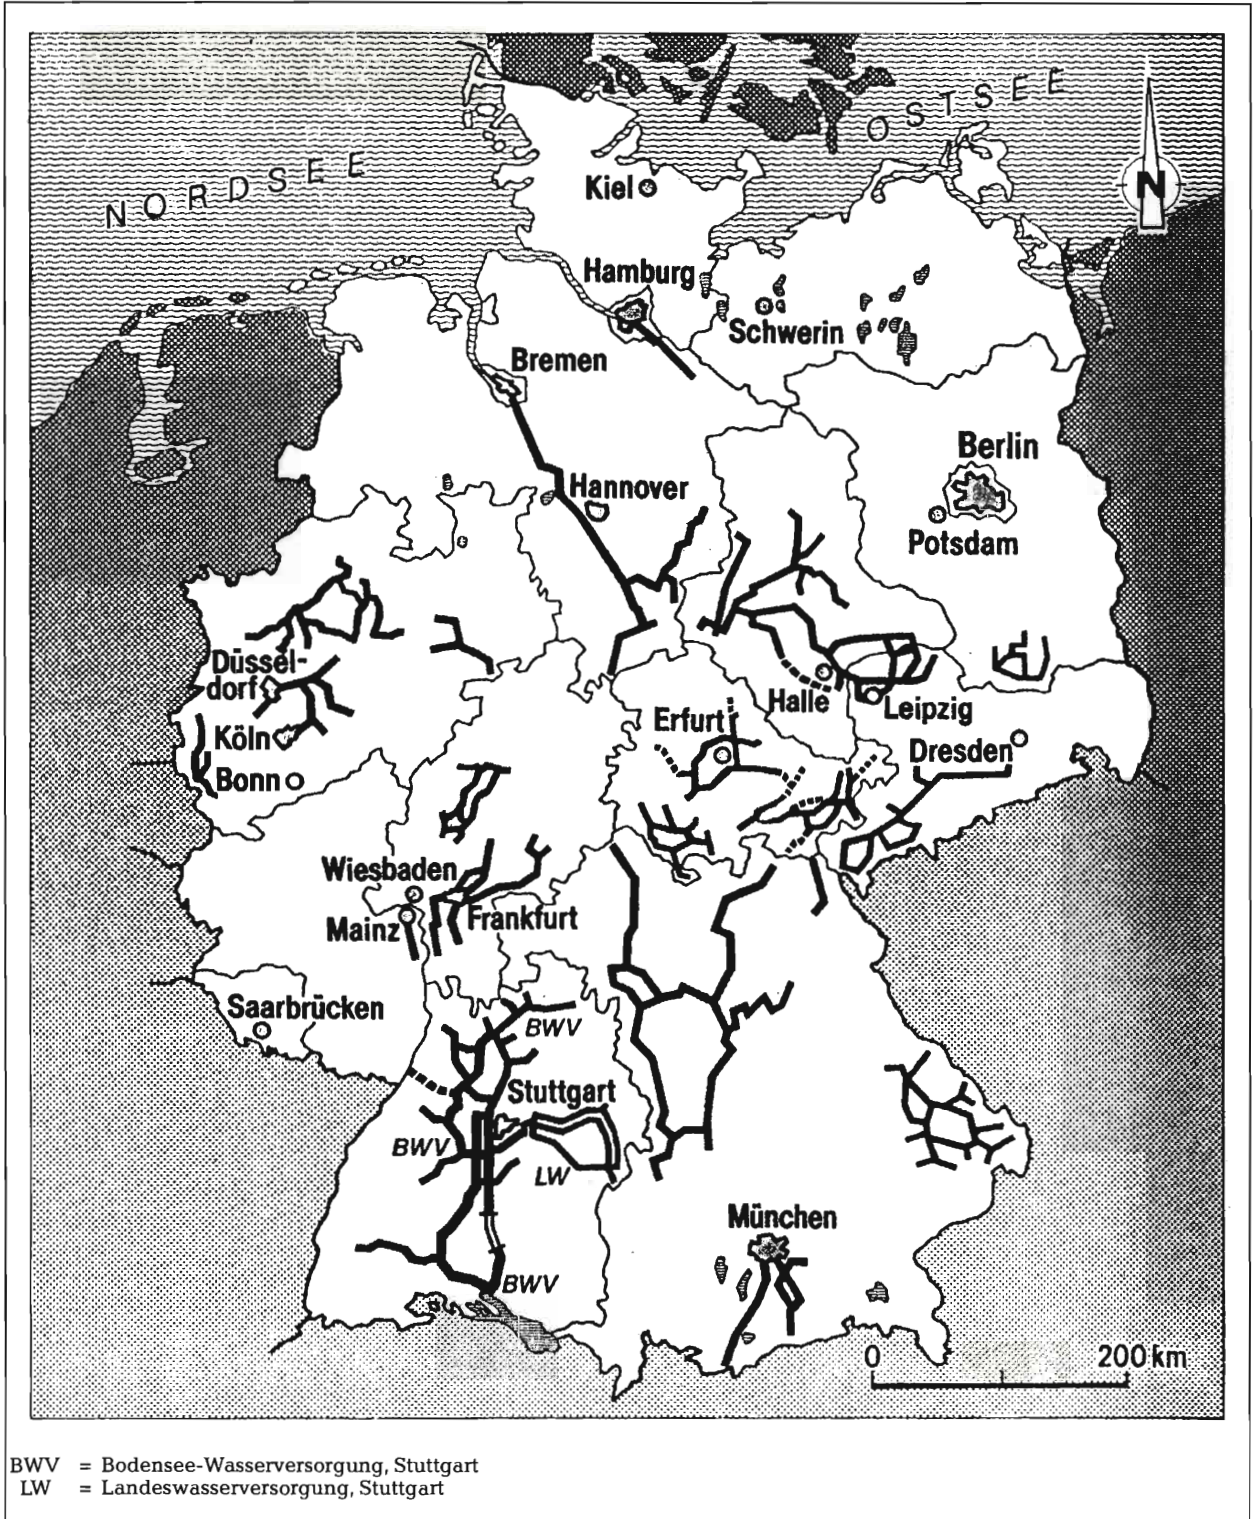 NORDSEE
OSTSEE
N
Kiel
Hamburg
Schwerin
Bremen
Berlin
Hannover
Potsdam
Düssel-
dorf
Halle
Leipzig
Köln
Erfurt
Dresden
Bonn
Wiesbaden
Mainz
Frankfurt
Saarbrücken
BWV
Stuttgart
BWV
LW
München
BWV
0 200 km
BWV = Bodensee-Wasserversorgung, Stuttgart
LW = Landeswasserversorgung, Stuttgart